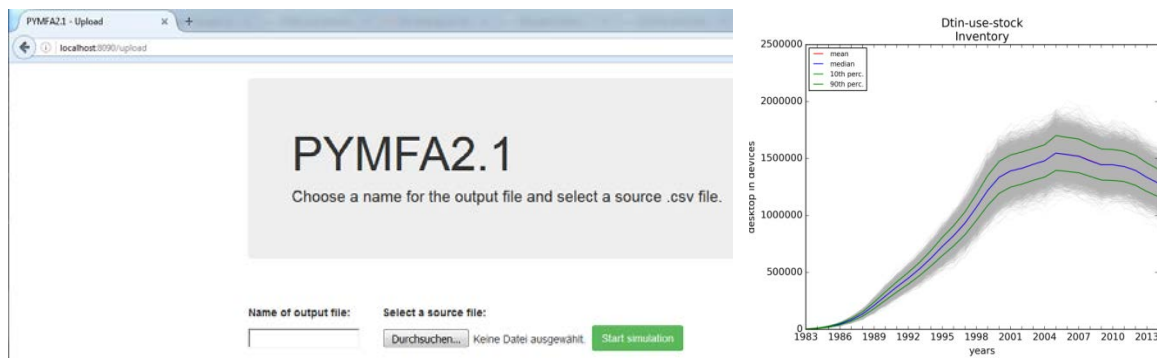 PYMFA2.1 - Upload
localhost:8090/upload
PYMFA2.1
Choose a name for the output file and select a source .csv file.
Name of output file:
Select a source file:
Durchsuchen... Keine Datei ausgewählt.
Start simulation
Dtin-use-stock
Inventory
mean
median
10th perc.
90th perc.
desktop in devices
2500000
2000000
1500000
1000000
500000
0
1983 1986 1989 1992 1995 1998 2001 2004 2007 2010 2013
years